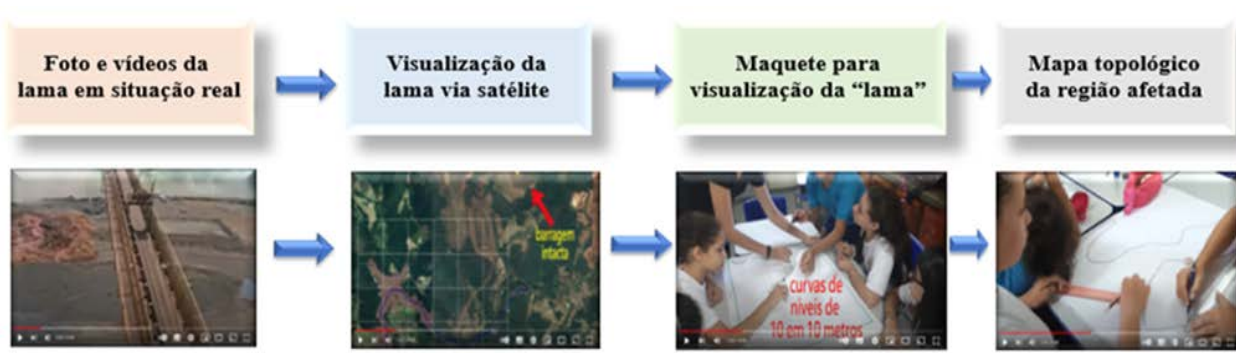 Foto e vídeos da
lama em situação real
Visualização da
lama via satélite
Maquete para
visualização da “lama”
Mapa topológico
da região afetada
barragem
intacta
curvas de
níveis de
10 em 10 metros